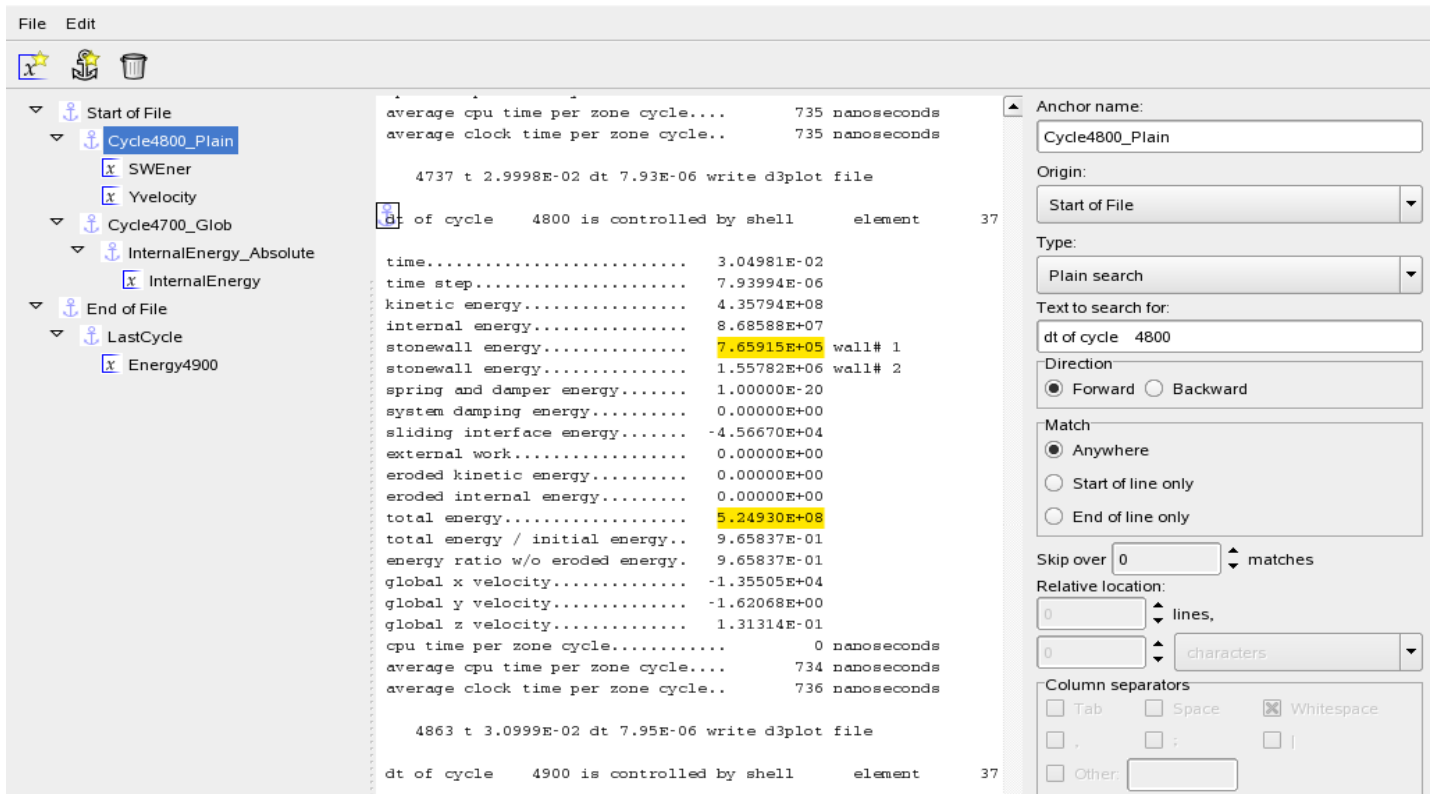 File Edit
Start of File
Cycle4800_Plain
x SWEner
x Yvelocity
Cycle4700_Glob
InternalEnergy_Absolute
x InternalEnergy
End of File
LastCycle
x Energy4900
average cpu time per zone cycle.... 735 nanoseconds
average clock time per zone cycle.. 735 nanoseconds
4737 t 2.9998E-02 dt 7.93E-06 write d3plot file
dt of cycle 4800 is controlled by shell element 37
time........................... 3.04981E-02
time step...................... 7.93994E-06
kinetic energy................. 4.35794E+08
internal energy................ 8.68588E+07
stonewall energy............... 7.65915E+05 wall# 1
stonewall energy............... 1.55782E+06 wall# 2
spring and damper energy....... 1.00000E-20
system damping energy.......... 0.00000E+00
sliding interface energy....... -4.56670E+04
external work.................. 0.00000E+00
eroded kinetic energy.......... 0.00000E+00
eroded internal energy......... 0.00000E+00
total energy................... 5.24930E+08
total energy / initial energy.. 9.65837E-01
energy ratio w/o eroded energy. 9.65837E-01
global x velocity.............. -1.35505E+04
global y velocity.............. -1.62068E+00
global z velocity.............. 1.31314E-01
cpu time per zone cycle............ 0 nanoseconds
average cpu time per zone cycle.... 734 nanoseconds
average clock time per zone cycle.. 736 nanoseconds
4863 t 3.0999E-02 dt 7.95E-06 write d3plot file
dt of cycle 4900 is controlled by shell element 37
Anchor name:
Cycle4800_Plain
Origin:
Start of File
Type:
Plain search
Text to search for:
dt of cycle 4800
Direction
Forward Backward
Match
Anywhere
Start of line only
End of line only
Skip over 0 matches
Relative location:
0 lines,
0 characters
Column separators
Tab Space Whitespace
, ; |
Other: